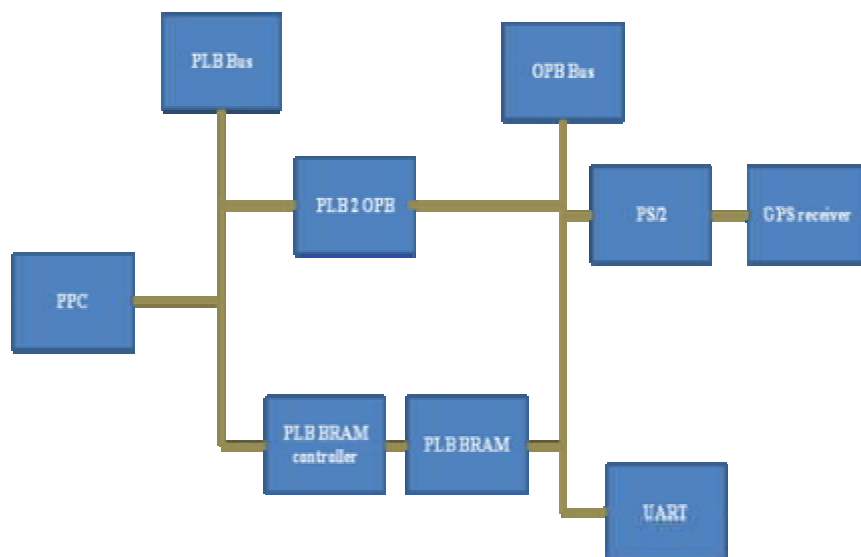 PLB Bus
OPB Bus
PLB 2 OPB
PS/2
GPS receiver
PPC
PLB BRAM
controller
PLB BRAM
UART